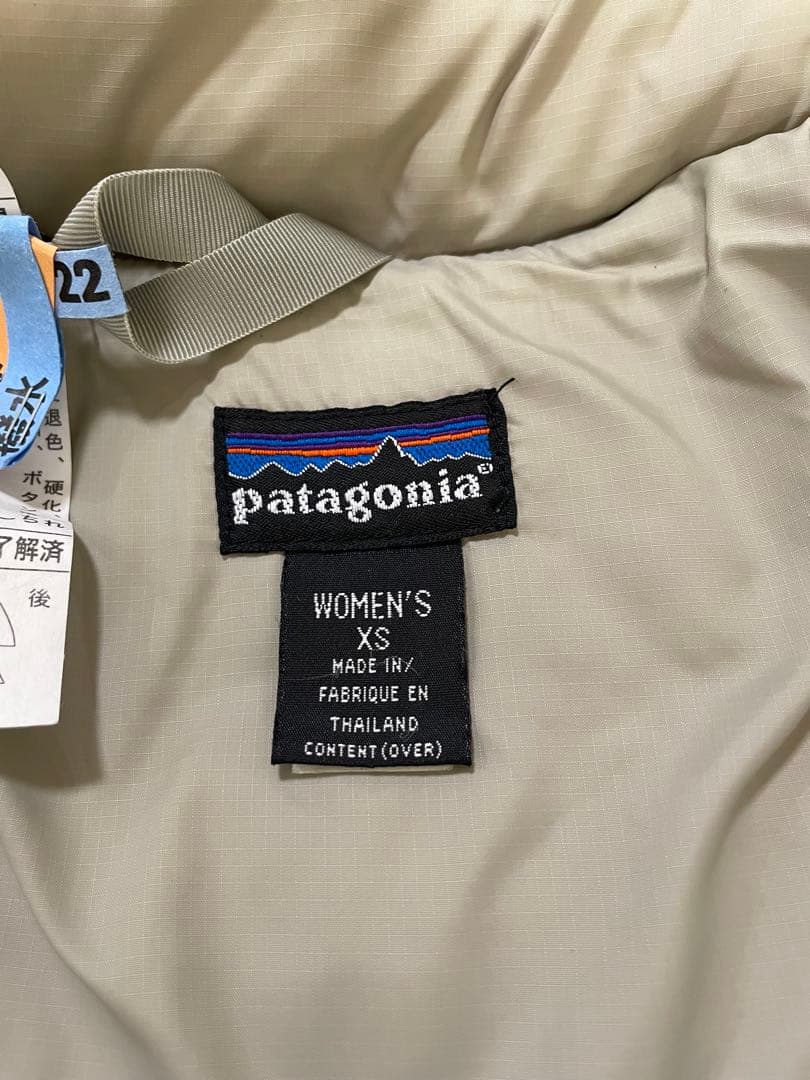 22
退色、硬化
ボタ
了解済
後
patagonia®
WOMEN'S
XS
MADE IN/
FABRIQUE EN
THAILAND
CONTENT (OVER)